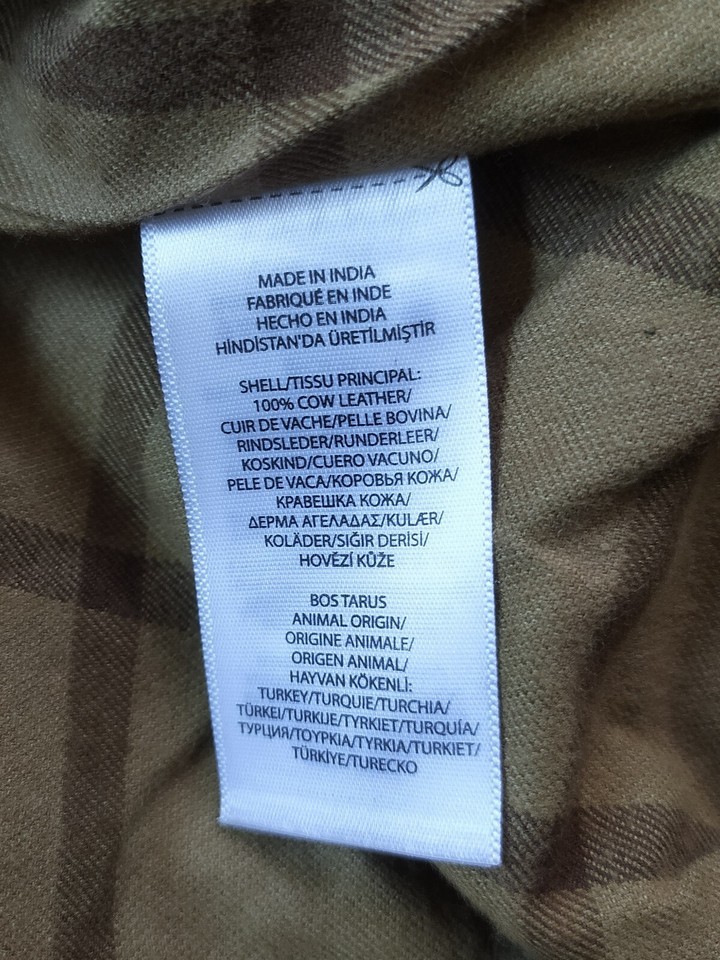 MADE IN INDIA
FABRIQUÉ EN INDE
HECHO EN INDIA
HİNDİSTAN'DA ÜRETİLMİŞTİR
SHELL/TISSU PRINCIPAL:
100% COW LEATHER/
CUIR DE VACHE/PELLE BOVINA/
RINDSLEDER/RUNDERLEER/
KOSKIND/CUERO VACUNO/
PELE DE VACA/КОРОВЬЯ КОЖА/
КРАВЕШКА КОЖА/
ΔΕΡΜΑ ΑΓΕΛΑΔΑΣ/KULÆR/
KOLÄDER/SIĞIR DERİSİ/
HOVĚZÍ KŮŽE
BOS TARUS
ANIMAL ORIGIN/
ORIGINE ANIMALE/
ORIGEN ANIMAL/
HAYVAN KÖKENLİ:
TURKEY/TURQUIE/TURCHIA/
TÜRKEI/TURKIJE/TYRKIET/TURQUÍA/
ТУРЦИЯ/ΤΟΥΡΚΙΑ/TYRKIA/TURKIET/
TÜRKİYE/TURECKO